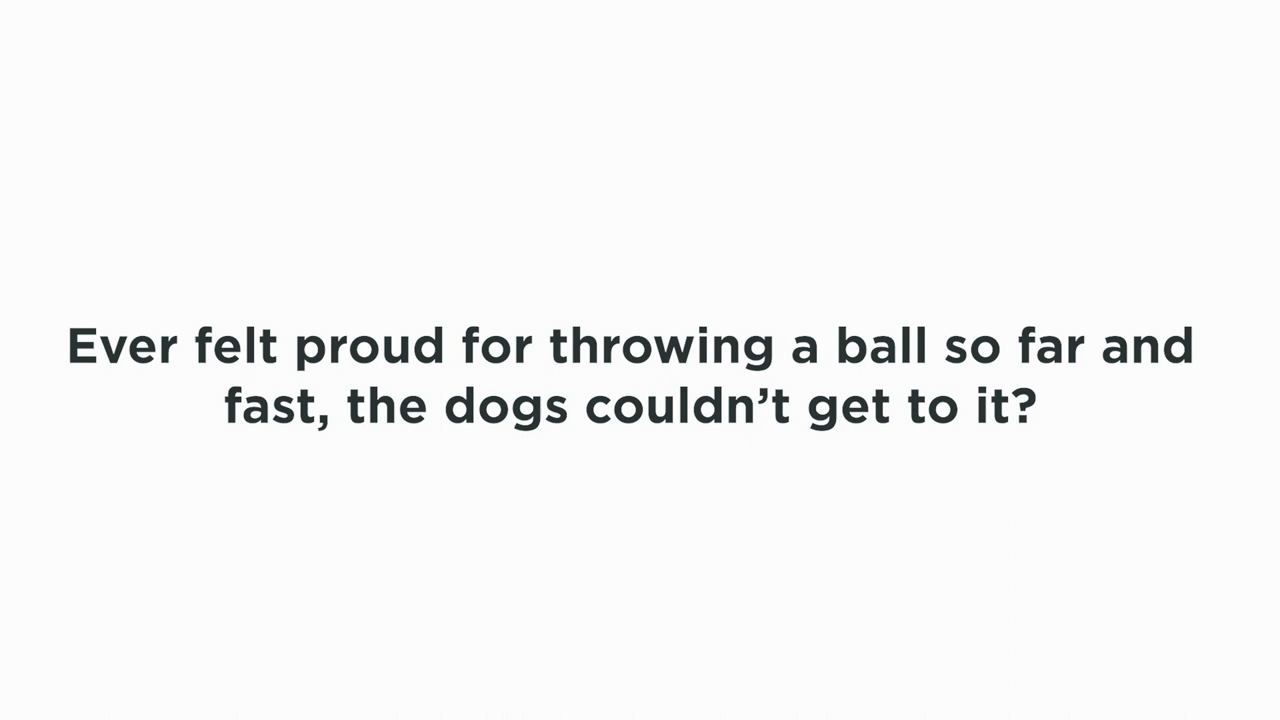 Ever felt proud for throwing a ball so far and
fast, the dogs couldn’t get to it?